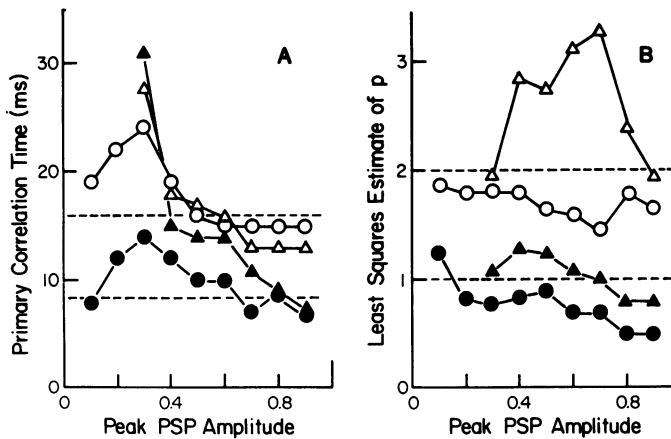 A
30
20
10
0
Primary Correlation Time (ms)
0 0.4 0.8
Peak PSP Amplitude
B
3
2
1
0
Least Squares Estimate of p
0 0.4 0.8
Peak PSP Amplitude